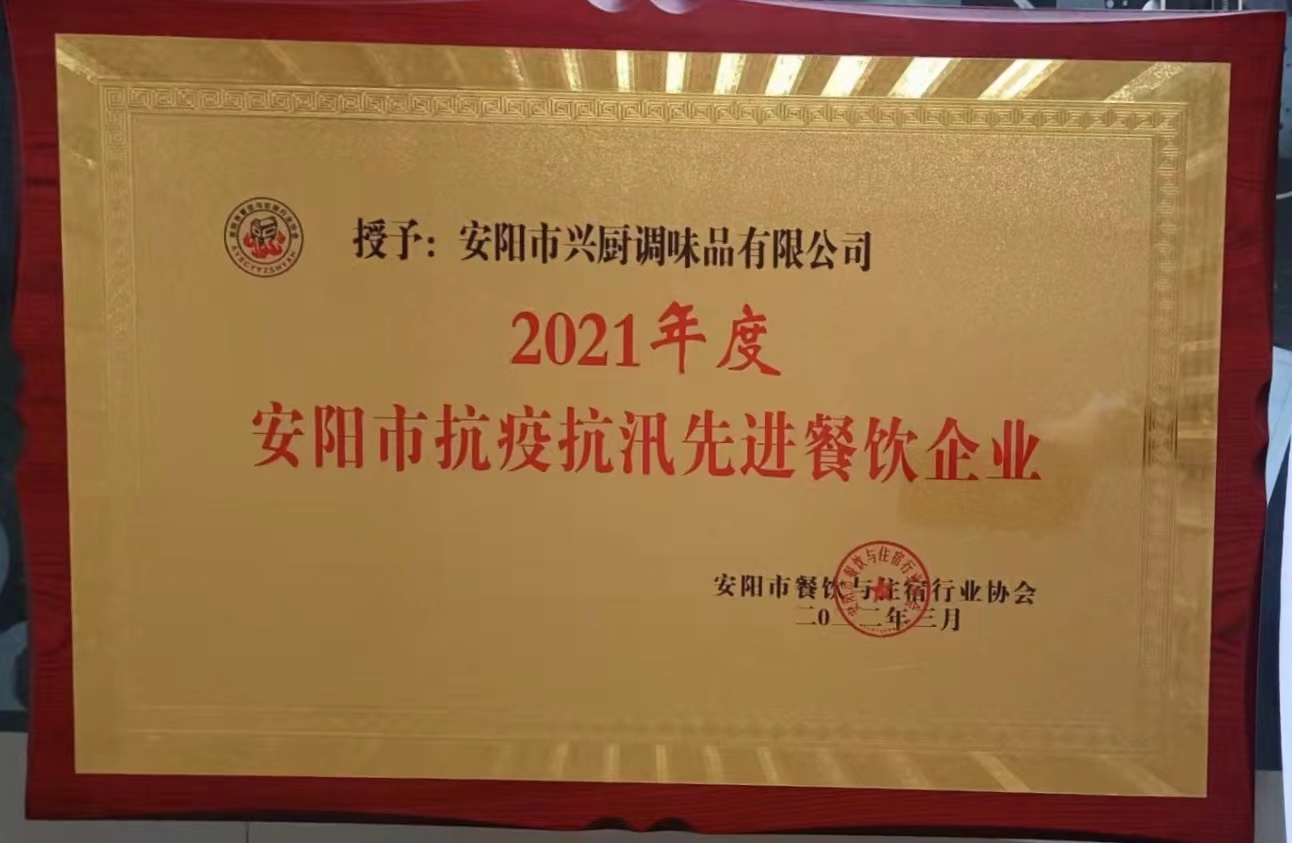 授予：安阳市兴厨调味品有限公司
2021年度
安阳市抗疫抗汛先进餐饮企业
安阳市餐饮与住宿行业协会
二0二二年三月